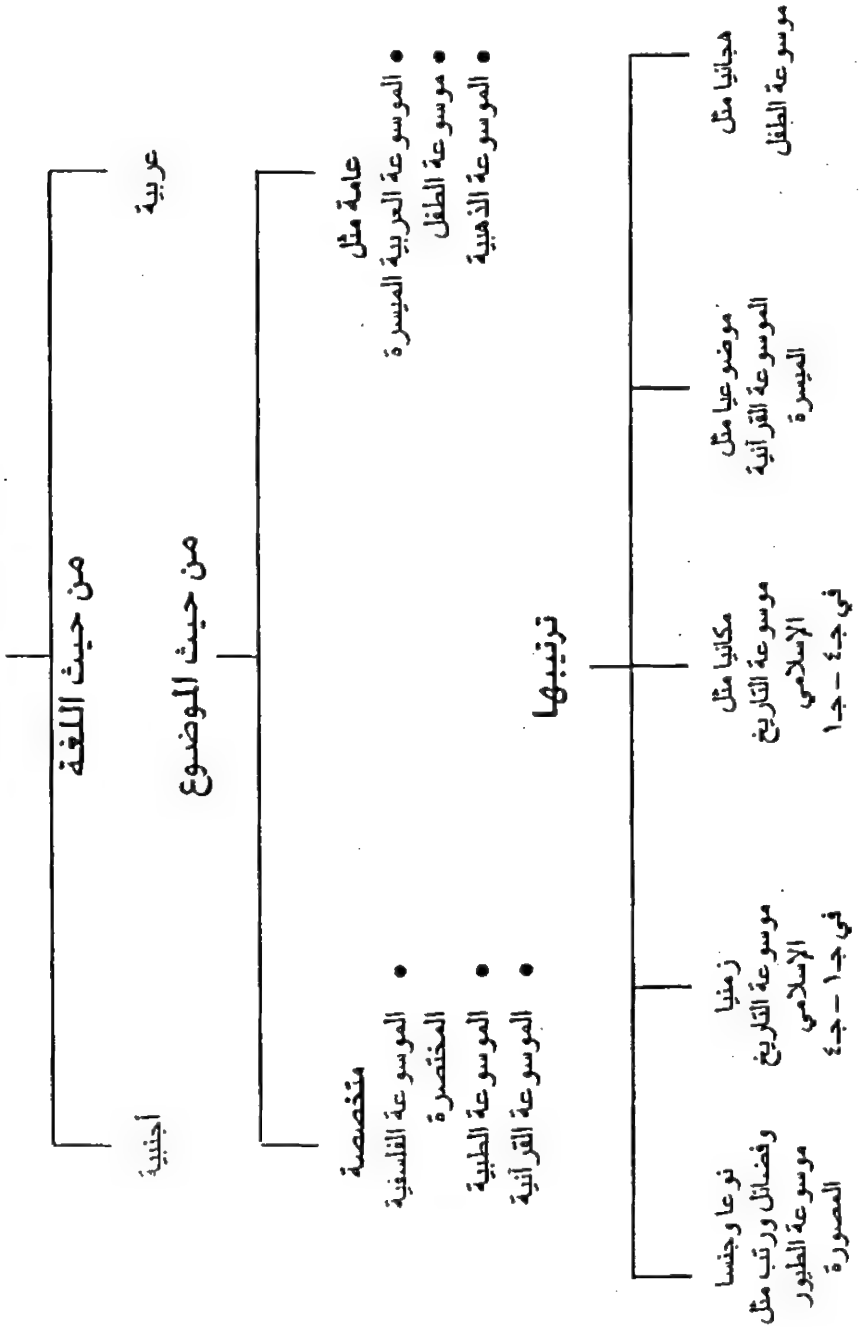 من حيث اللغة
عربية
أجنبية
من حيث الموضوع
عامة مثل
• الموسوعة العربية الميسرة
• موسوعة الطفل
• الموسوعة الذهبية
متخصصة
• الموسوعة الفلسفية
المختصرة
• الموسوعة الطبية
• الموسوعة القرآنية
ترتيبها
هجائيا مثل
موسوعة الطفل
موضوعيا مثل
الموسوعة القرآنية
الميسرة
مكانيا مثل
موسوعة التاريخ
الإسلامي
في جـ٤ – جـ١
زمنيا
موسوعة التاريخ
الإسلامي
في جـ١ – جـ٤
نوعا وجنسا
وفضائل ورتب مثل
موسوعة الطيور
المصورة